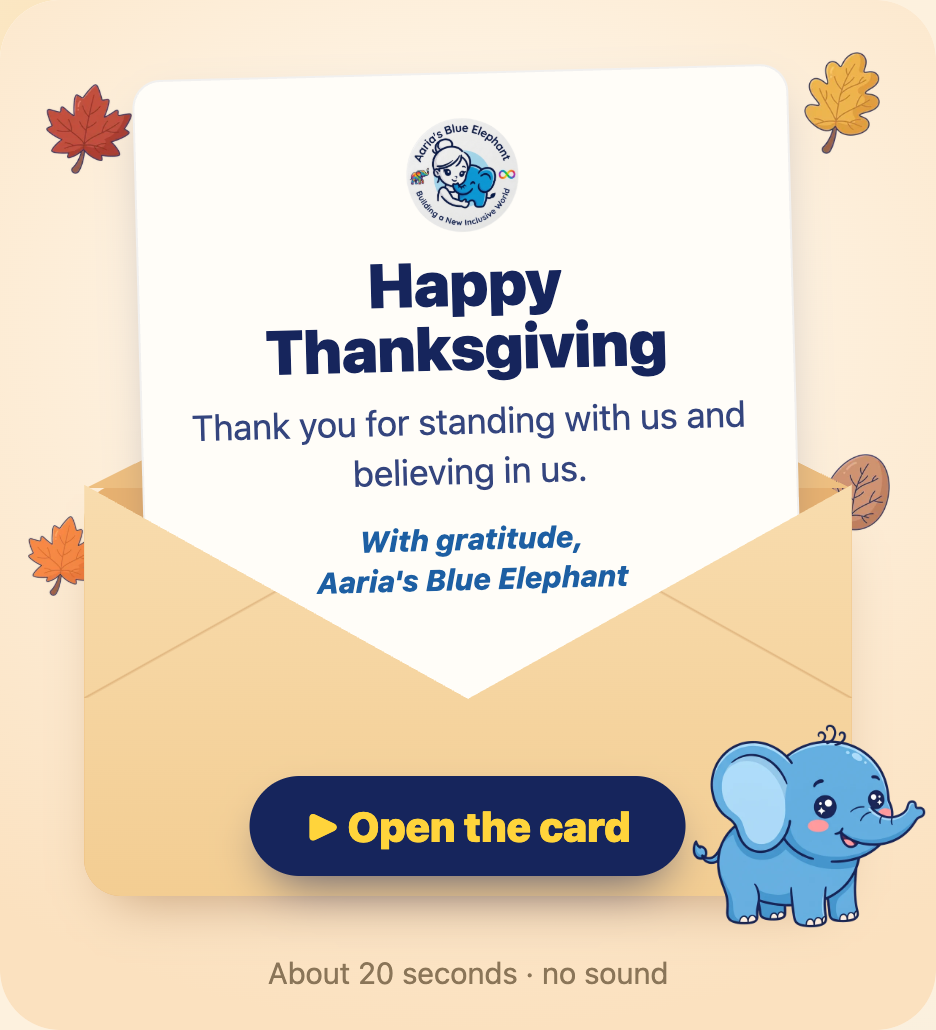 Aaria's Blue Elephant
Building a New Inclusive World
Happy
Thanksgiving
Thank you for standing with us and
believing in us.
With gratitude,
Aaria's Blue Elephant
Open the card
About 20 seconds · no sound